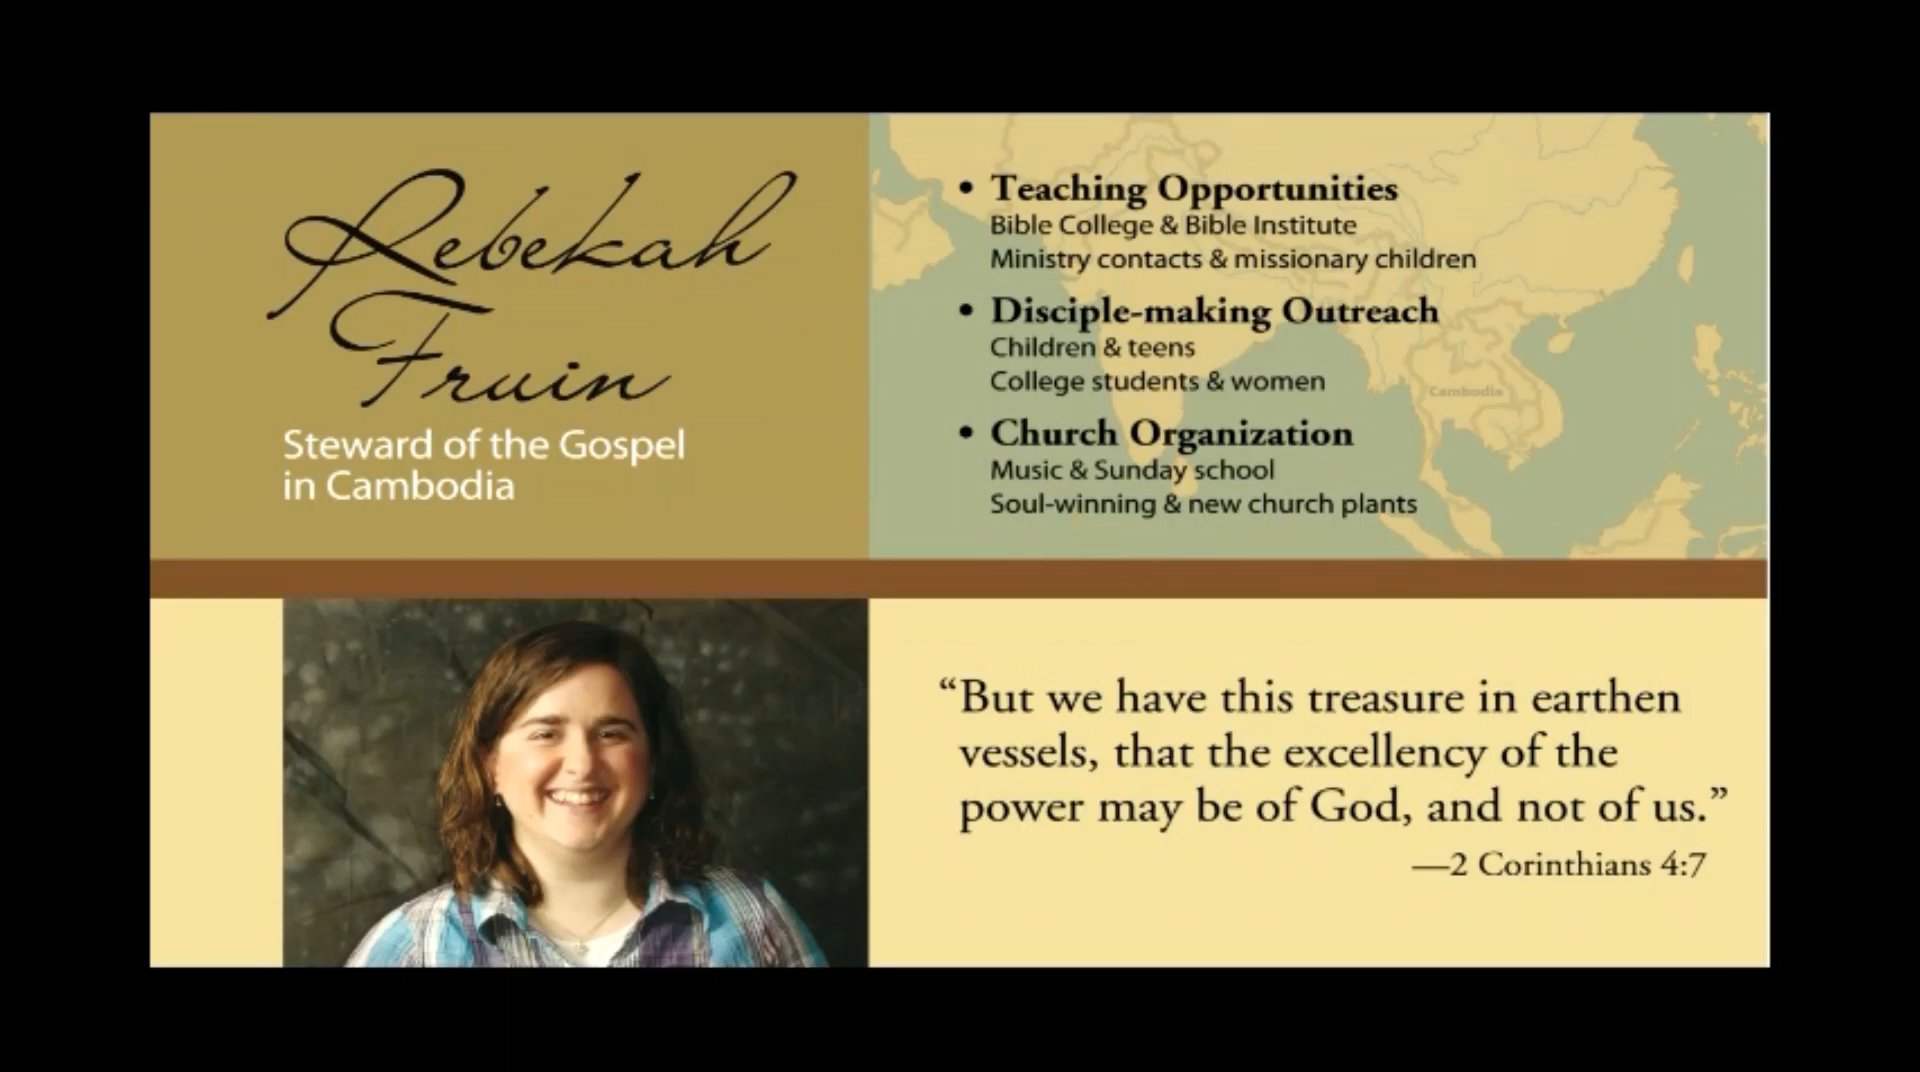 Rebekah
Fruin
Steward of the Gospel
in Cambodia
• Teaching Opportunities
Bible College & Bible Institute
Ministry contacts & missionary children
• Disciple-making Outreach
Children & teens
College students & women
• Church Organization
Music & Sunday school
Soul-winning & new church plants
Cambodia
“But we have this treasure in earthen
vessels, that the excellency of the
power may be of God, and not of us.”
—2 Corinthians 4:7